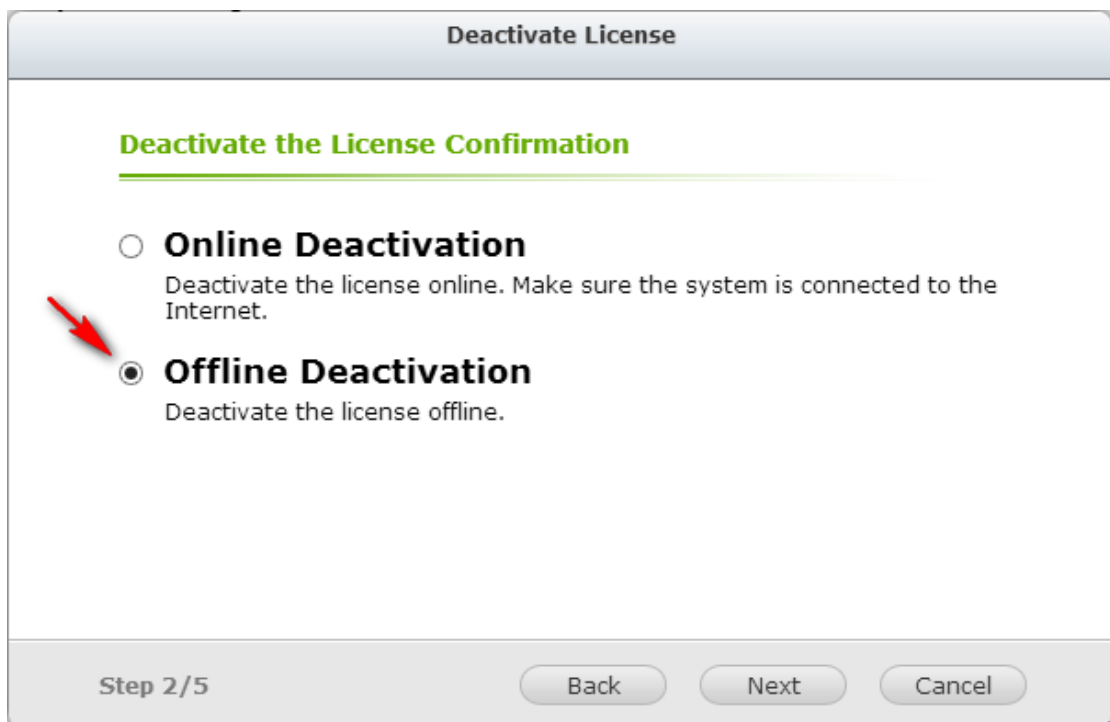 Deactivate License
Deactivate the License Confirmation
Online Deactivation
Deactivate the license online. Make sure the system is connected to the
Internet.
Offline Deactivation
Deactivate the license offline.
Step 2/5
Back
Next
Cancel